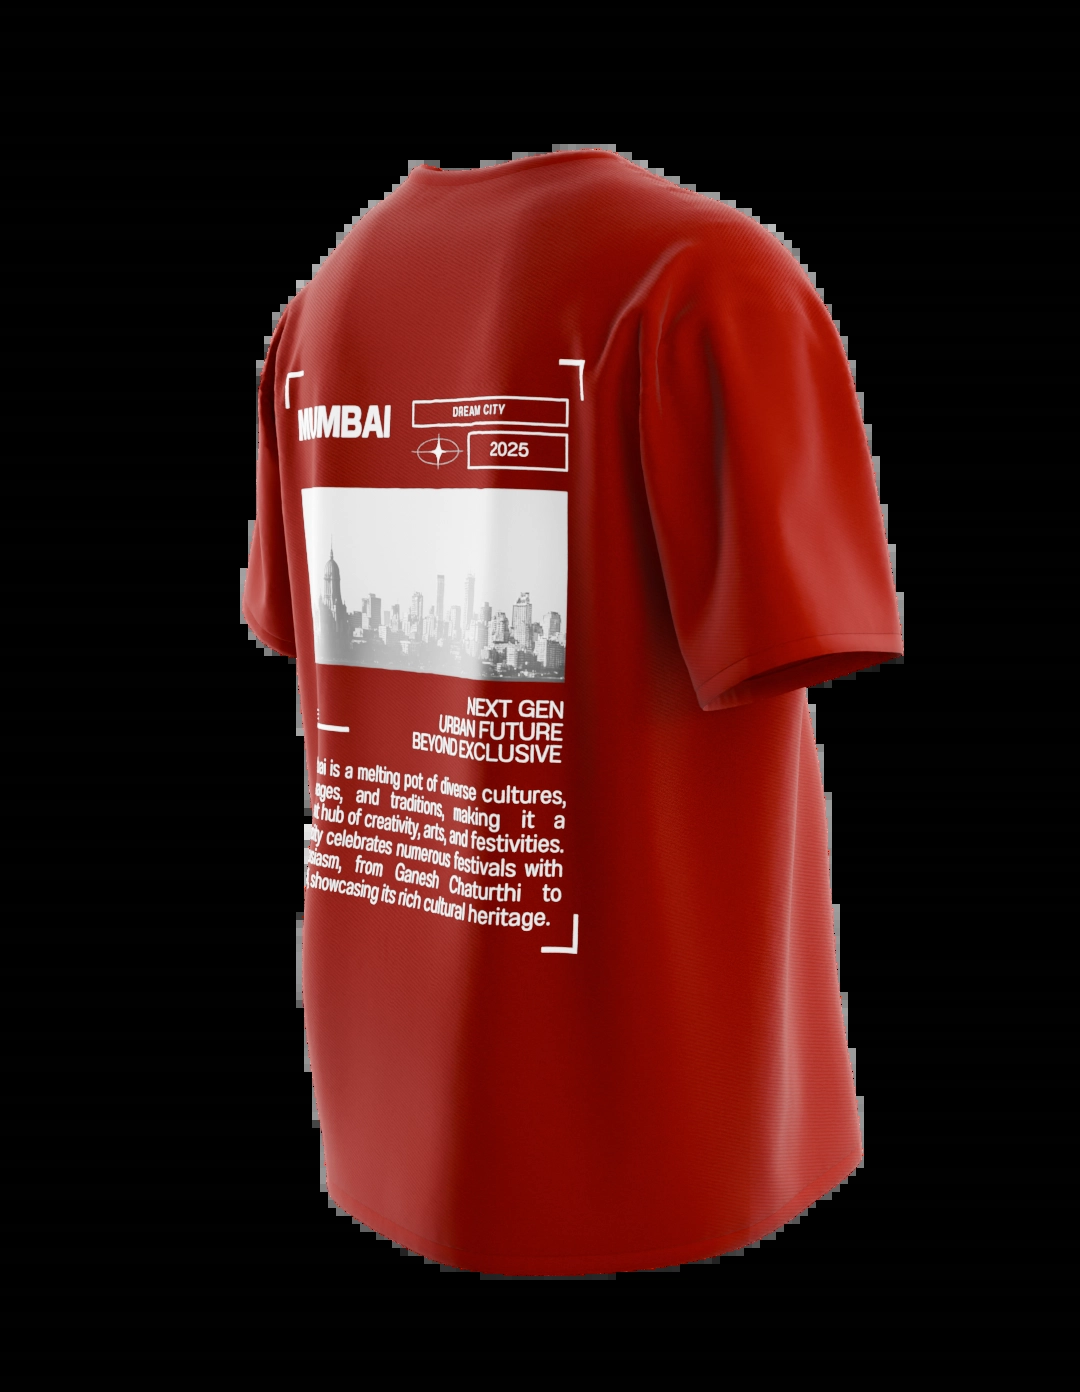 MUMBAI
DREAM CITY
2025
NEXT GEN
URBAN FUTURE
BEYOND EXCLUSIVE
is a melting pot of diverse cultures,
and traditions, making it a
hub of creativity, arts, and festivities.
celebrates numerous festivals with
from Ganesh Chaturthi to
showcasing its rich cultural heritage.